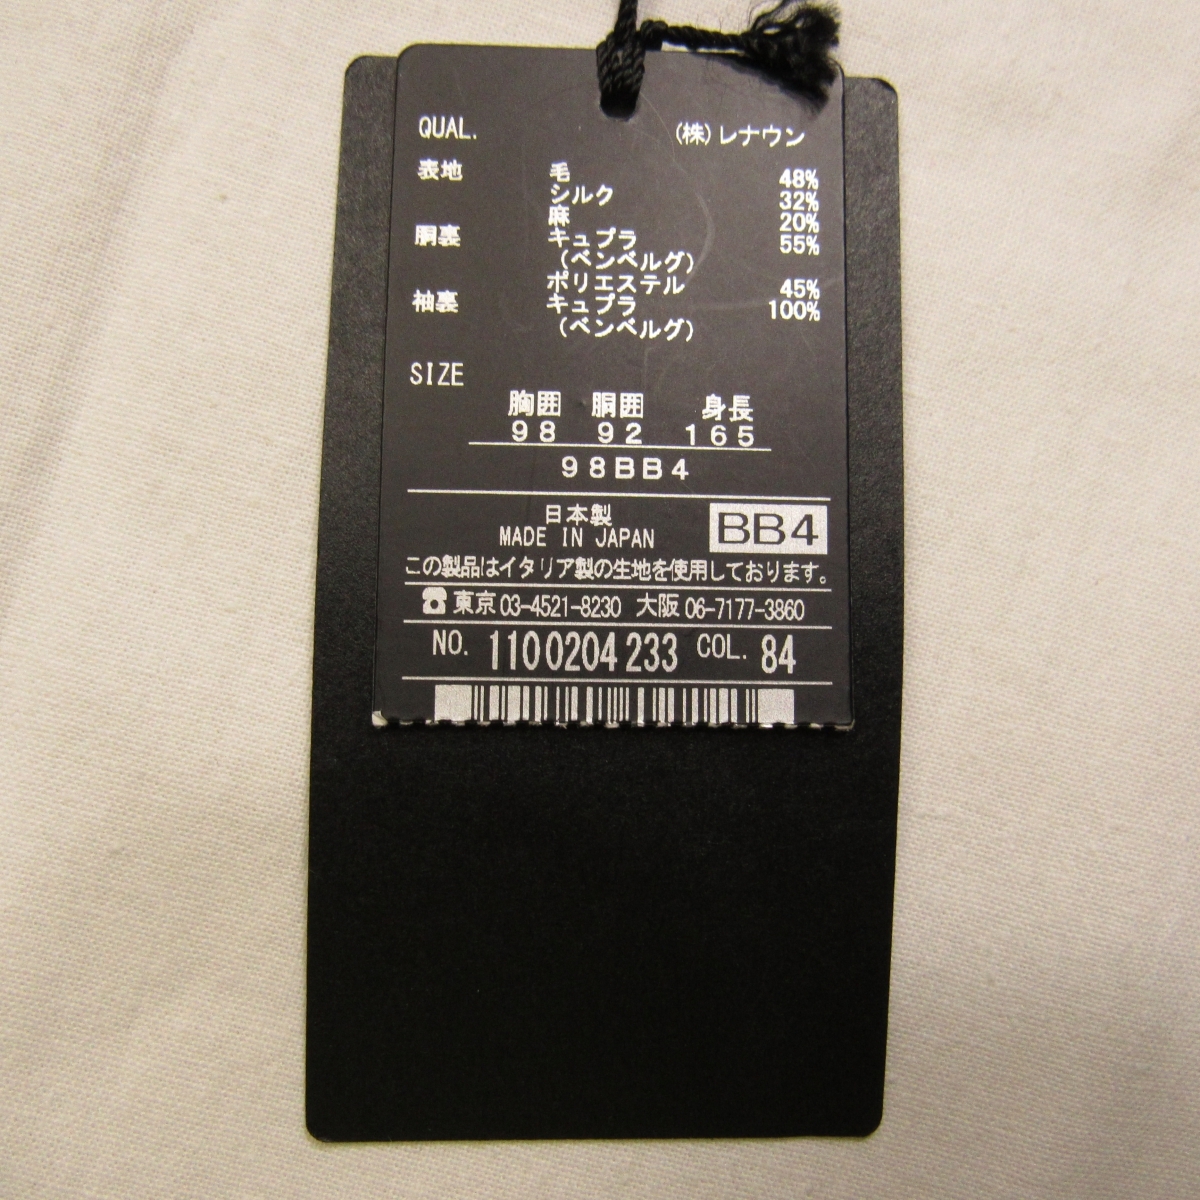 QUAL. (株)レナウン
表地 毛 48%
シルク 32%
麻 20%
胴裏 キュプラ 55%
(ベンベルグ)
ポリエステル 45%
袖裏 キュプラ 100%
(ベンベルグ)
SIZE
胸囲 胴囲 身長
98 92 165
98BB4
日本製
MADE IN JAPAN BB4
この製品はイタリア製の生地を使用しております。
☎東京 03-4521-8230 大阪 06-7177-3860
NO. 1100204 233 COL. 84